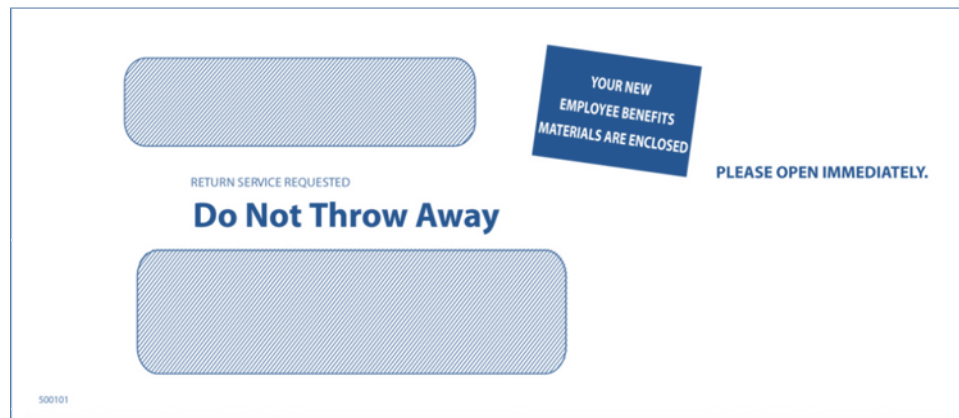 YOUR NEW
EMPLOYEE BENEFITS
MATERIALS ARE ENCLOSED
PLEASE OPEN IMMEDIATELY.
RETURN SERVICE REQUESTED
Do Not Throw Away
500101